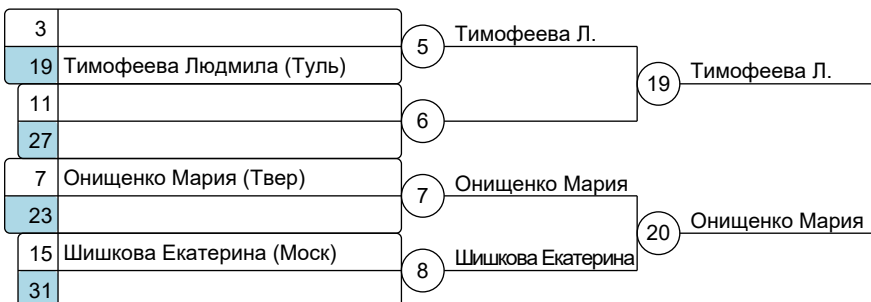 3
5 Тимофеева Л.
19 Тимофеева Людмила (Туль)
19 Тимофеева Л.
11
6
27
7 Онищенко Мария (Твер)
7 Онищенко Мария
23
20 Онищенко Мария
15 Шишкова Екатерина (Моск)
8 Шишкова Екатерина
31